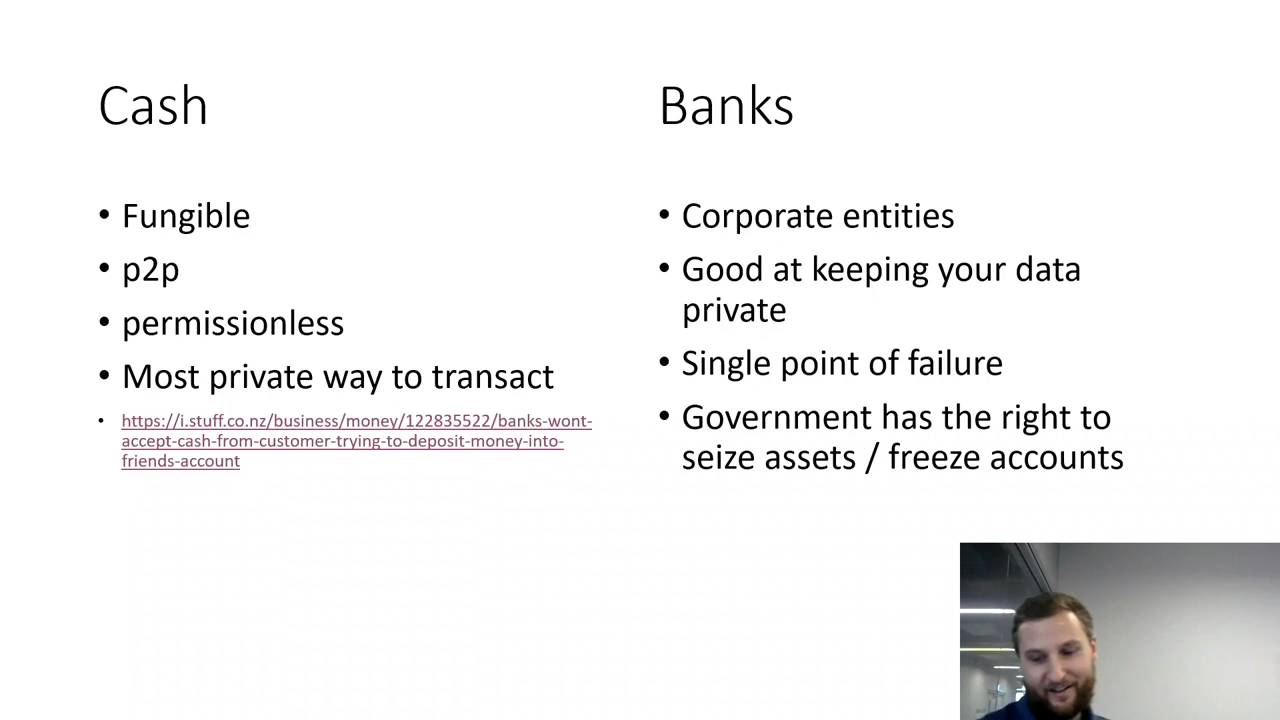 Cash
• Fungible
• p2p
• permissionless
• Most private way to transact
• https://i.stuff.co.nz/business/money/122835522/banks-wont-
accept-cash-from-customer-trying-to-deposit-money-into-
friends-account
Banks
• Corporate entities
• Good at keeping your data
private
• Single point of failure
• Government has the right to
seize assets / freeze accounts